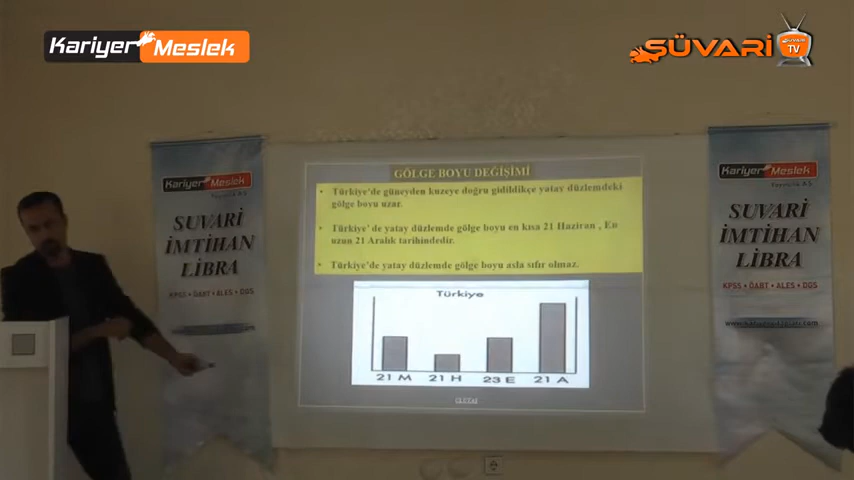 Kariyer Meslek
SÜVARİ
SÜVARİ
TV
GÖLGE BOYU DEĞİŞİMİ
• Türkiye'de güneyden kuzeye doğru gidildikçe yatay düzlemdeki
gölge boyu uzar.
• Türkiye' de yatay düzlemde gölge boyu en kısa 21 Haziran , En
uzun 21 Aralık tarihindedir.
• Türkiye'de yatay düzlemde gölge boyu asla sıfır olmaz.
Türkiye
21 M 21 H 23 E 21 A
Kariyer Meslek
SUVARİ
İMTİHAN
LİBRA
KPSS • ÖABT • ALES • DGS
Kariyer Meslek
SUVARİ
İMTİHAN
LİBRA
KPSS • ÖABT • ALES • DGS